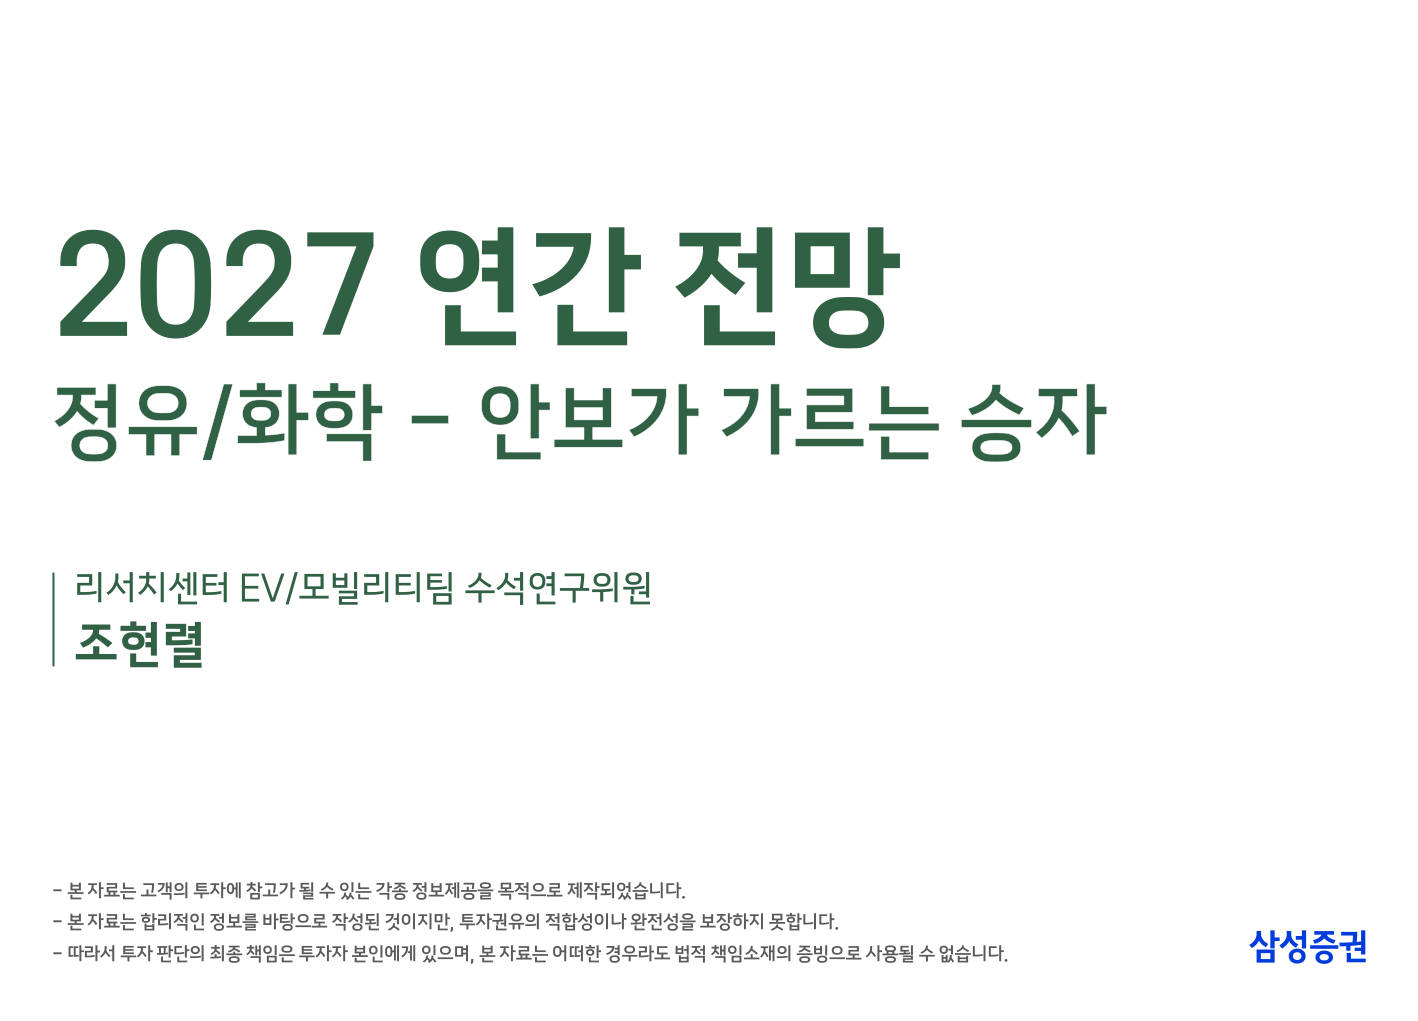 2027 연간 전망
정유/화학 – 안보가 가르는 승자
리서치센터 EV/모빌리티팀 수석연구위원
조현렬
– 본 자료는 고객의 투자에 참고가 될 수 있는 각종 정보제공을 목적으로 제작되었습니다.
– 본 자료는 합리적인 정보를 바탕으로 작성된 것이지만, 투자권유의 적합성이나 완전성을 보장하지 못합니다.
– 따라서 투자 판단의 최종 책임은 투자자 본인에게 있으며, 본 자료는 어떠한 경우라도 법적 책임소재의 증빙으로 사용될 수 없습니다.
삼성증권